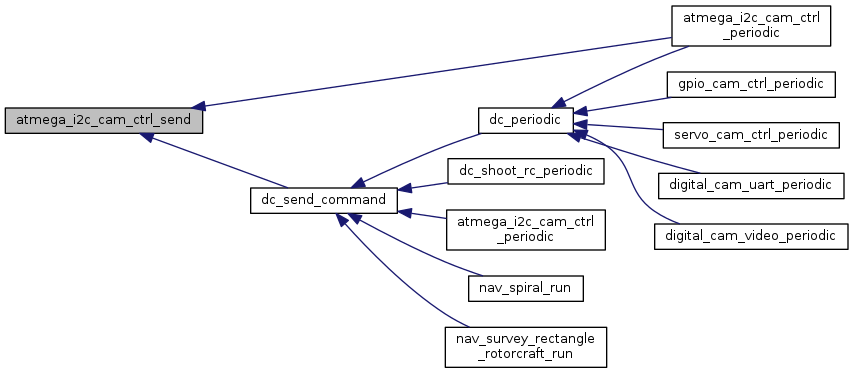 atmega_i2c_cam_ctrl
_periodic
gpio_cam_ctrl_periodic
atmega_i2c_cam_ctrl_send
dc_periodic
servo_cam_ctrl_periodic
dc_shoot_rc_periodic
digital_cam_uart_periodic
dc_send_command
atmega_i2c_cam_ctrl
_periodic
digital_cam_video_periodic
nav_spiral_run
nav_survey_rectangle
_rotorcraft_run